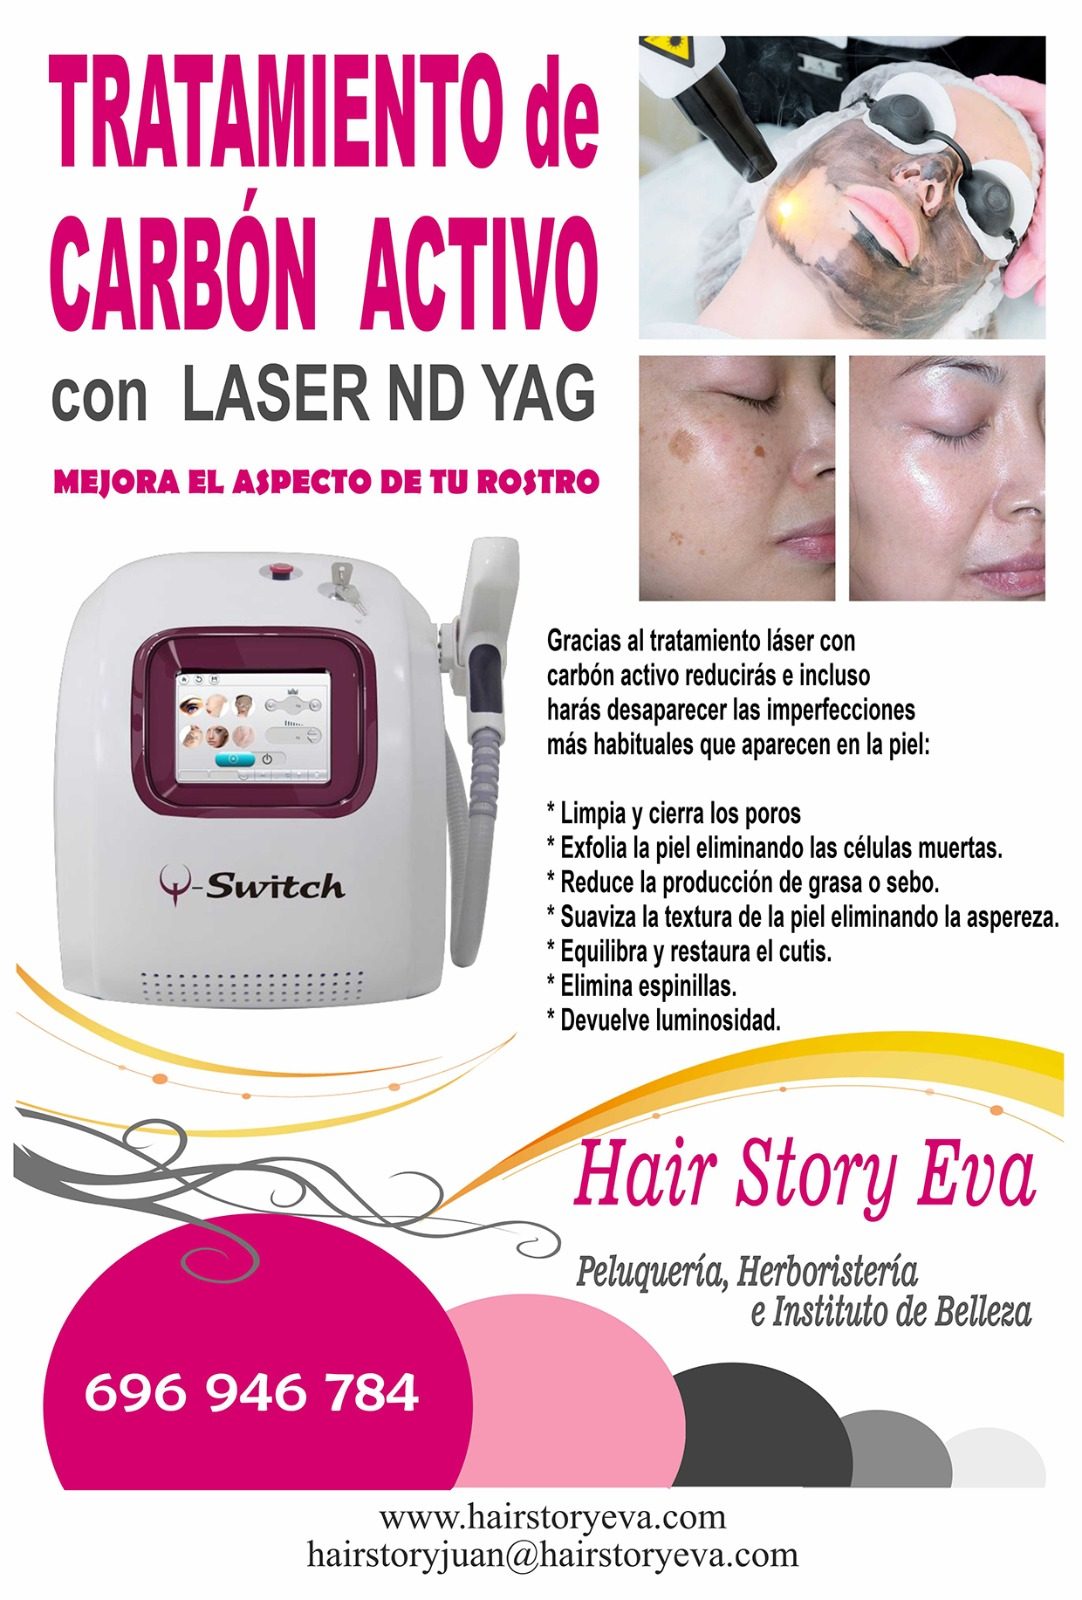 TRATAMIENTO de
CARBÓN ACTIVO
con LASER ND YAG
MEJORA EL ASPECTO DE TU ROSTRO
Gracias al tratamiento láser con
carbón activo reducirás e incluso
harás desaparecer las imperfecciones
más habituales que aparecen en la piel:
* Limpia y cierra los poros
* Exfolia la piel eliminando las células muertas.
* Reduce la producción de grasa o sebo.
* Suaviza la textura de la piel eliminando la aspereza.
* Equilibra y restaura el cutis.
* Elimina espinillas.
* Devuelve luminosidad.
Q-Switch
Hair Story Eva
Peluquería, Herboristería
e Instituto de Belleza
696 946 784
www.hairstoryeva.com
hairstoryjuan@hairstoryeva.com